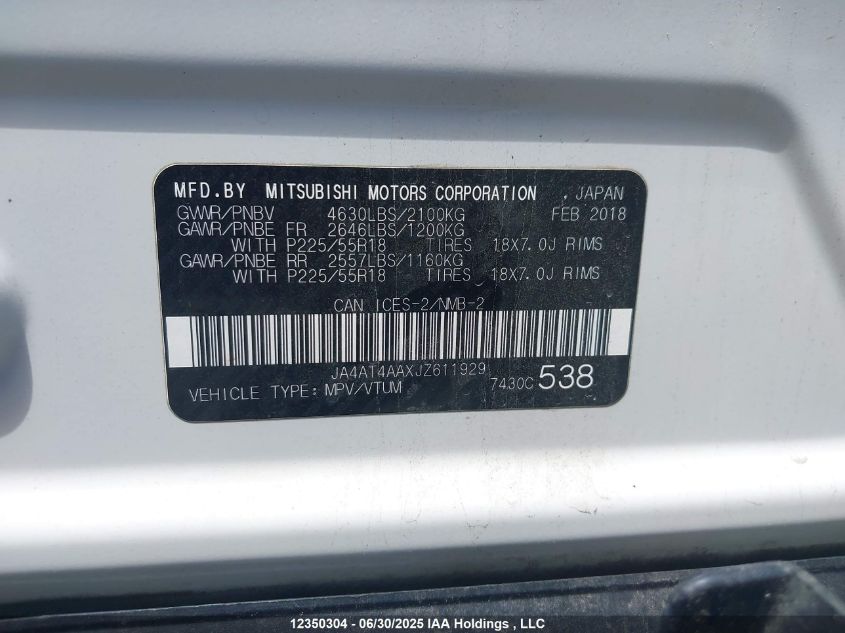 MFD.BY MITSUBISHI MOTORS CORPORATION , JAPAN
GVWR/PNBV 4630LBS/2100KG FEB 2018
GAWR/PNBE FR 2646LBS/1200KG
WITH P225/55R18 TIRES 18X7.0J RIMS
GAWR/PNBE RR 2557LBS/1160KG
WITH P225/55R18 TIRES 18X7.0J RIMS
CAN ICES-2/NMB-2
JA4AT4AAXJZ611929
VEHICLE TYPE: MPV/VTUM 7430C 538
12350304 - 06/30/2025 IAA Holdings , LLC